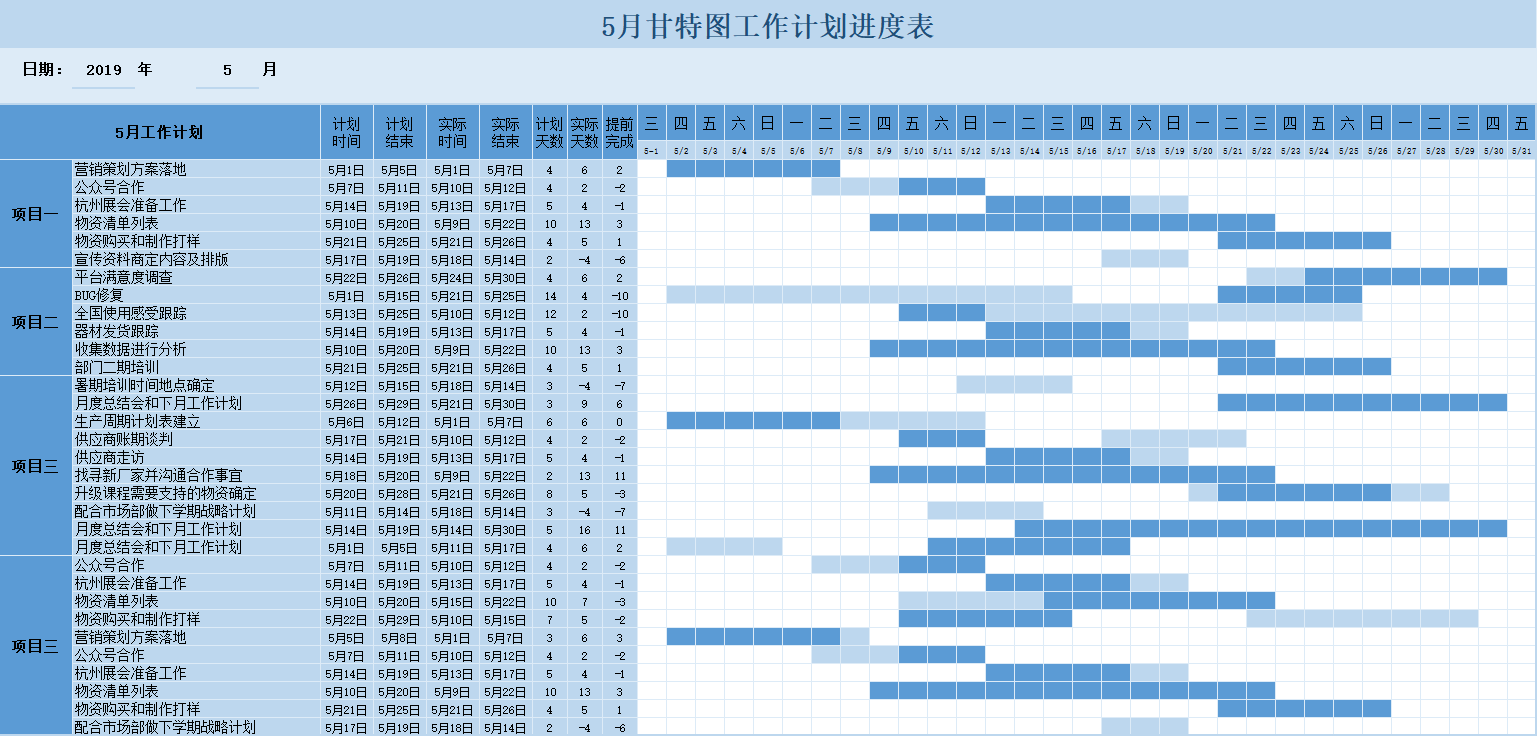 5月甘特图工作计划进度表
日期： 2019 年 5 月
5月工作计划 计划时间 计划结束 实际时间 实际结束 计划天数 实际天数 提前完成 三 四 五 六 日 一 二 三 四 五 六 日 一 二 三 四 五 六 日 一 二 三 四 五 六 日 一 二 三 四 五
5-1 5/2 5/3 5/4 5/5 5/6 5/7 5/8 5/9 5/10 5/11 5/12 5/13 5/14 5/15 5/16 5/17 5/18 5/19 5/20 5/21 5/22 5/23 5/24 5/25 5/26 5/27 5/28 5/29 5/30 5/31
项目一
营销策划方案落地 5月1日 5月5日 5月1日 5月7日 4 6 2
公众号合作 5月7日 5月11日 5月10日 5月12日 4 2 -2
杭州展会准备工作 5月14日 5月19日 5月13日 5月17日 5 4 -1
物资清单列表 5月10日 5月20日 5月9日 5月22日 10 13 3
物资购买和制作打样 5月21日 5月25日 5月21日 5月26日 4 5 1
宣传资料商定内容及排版 5月17日 5月19日 5月18日 5月14日 2 -4 -6
项目二
平台满意度调查 5月22日 5月26日 5月24日 5月30日 4 6 2
BUG修复 5月1日 5月15日 5月21日 5月25日 14 4 -10
全国使用感受跟踪 5月13日 5月25日 5月10日 5月12日 12 2 -10
器材发货跟踪 5月14日 5月19日 5月13日 5月17日 5 4 -1
收集数据进行分析 5月10日 5月20日 5月9日 5月22日 10 13 3
部门二期培训 5月21日 5月25日 5月21日 5月26日 4 5 1
项目三
暑期培训时间地点确定 5月12日 5月15日 5月18日 5月14日 3 -4 -7
月度总结会和下月工作计划 5月26日 5月29日 5月21日 5月30日 3 9 6
生产周期计划表建立 5月6日 5月12日 5月1日 5月7日 6 6 0
供应商账期谈判 5月17日 5月21日 5月10日 5月12日 4 2 -2
供应商走访 5月14日 5月19日 5月13日 5月17日 5 4 -1
找寻新厂家并沟通合作事宜 5月18日 5月20日 5月9日 5月22日 2 13 11
升级课程需要支持的物资确定 5月20日 5月28日 5月21日 5月26日 8 5 -3
配合市场部做下学期战略计划 5月11日 5月14日 5月18日 5月14日 3 -4 -7
月度总结会和下月工作计划 5月14日 5月19日 5月14日 5月30日 5 16 11
月度总结会和下月工作计划 5月1日 5月5日 5月11日 5月17日 4 6 2
项目三
公众号合作 5月7日 5月11日 5月10日 5月12日 4 2 -2
杭州展会准备工作 5月14日 5月19日 5月13日 5月17日 5 4 -1
物资清单列表 5月10日 5月20日 5月15日 5月22日 10 7 -3
物资购买和制作打样 5月22日 5月29日 5月10日 5月15日 7 5 -2
营销策划方案落地 5月5日 5月8日 5月1日 5月7日 3 6 3
公众号合作 5月7日 5月11日 5月10日 5月12日 4 2 -2
杭州展会准备工作 5月14日 5月19日 5月13日 5月17日 5 4 -1
物资清单列表 5月10日 5月20日 5月9日 5月22日 10 13 3
物资购买和制作打样 5月21日 5月25日 5月21日 5月26日 4 5 1
配合市场部做下学期战略计划 5月17日 5月19日 5月18日 5月14日 2 -4 -6